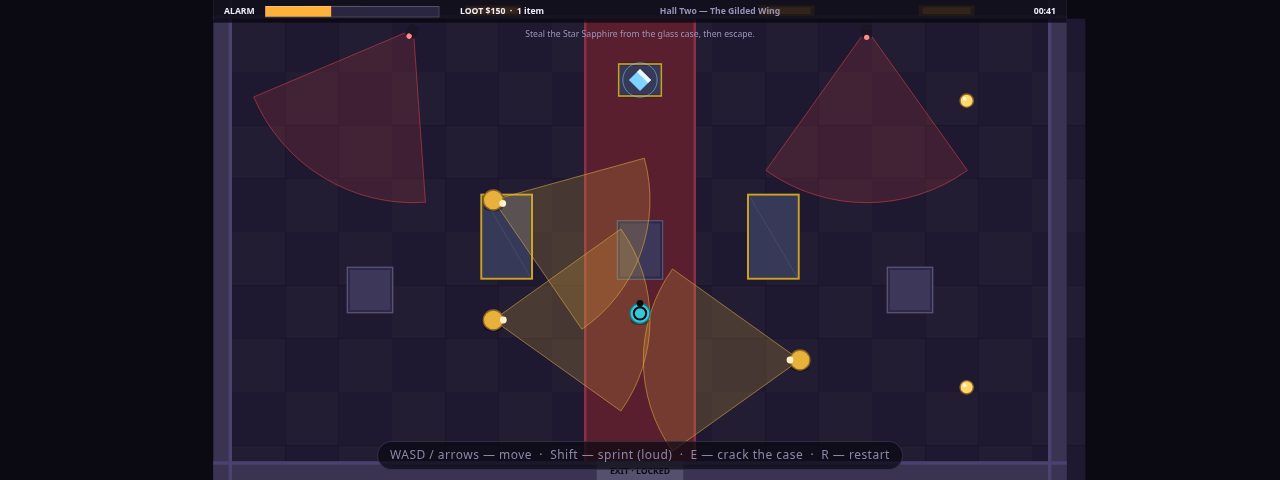 ALARM
LOOT $150 · 1 item
Hall Two — The Gilded Wing
00:41
Steal the Star Sapphire from the glass case, then escape.
WASD / arrows — move · Shift — sprint (loud) · E — crack the case · R — restart
EXIT · LOCKED